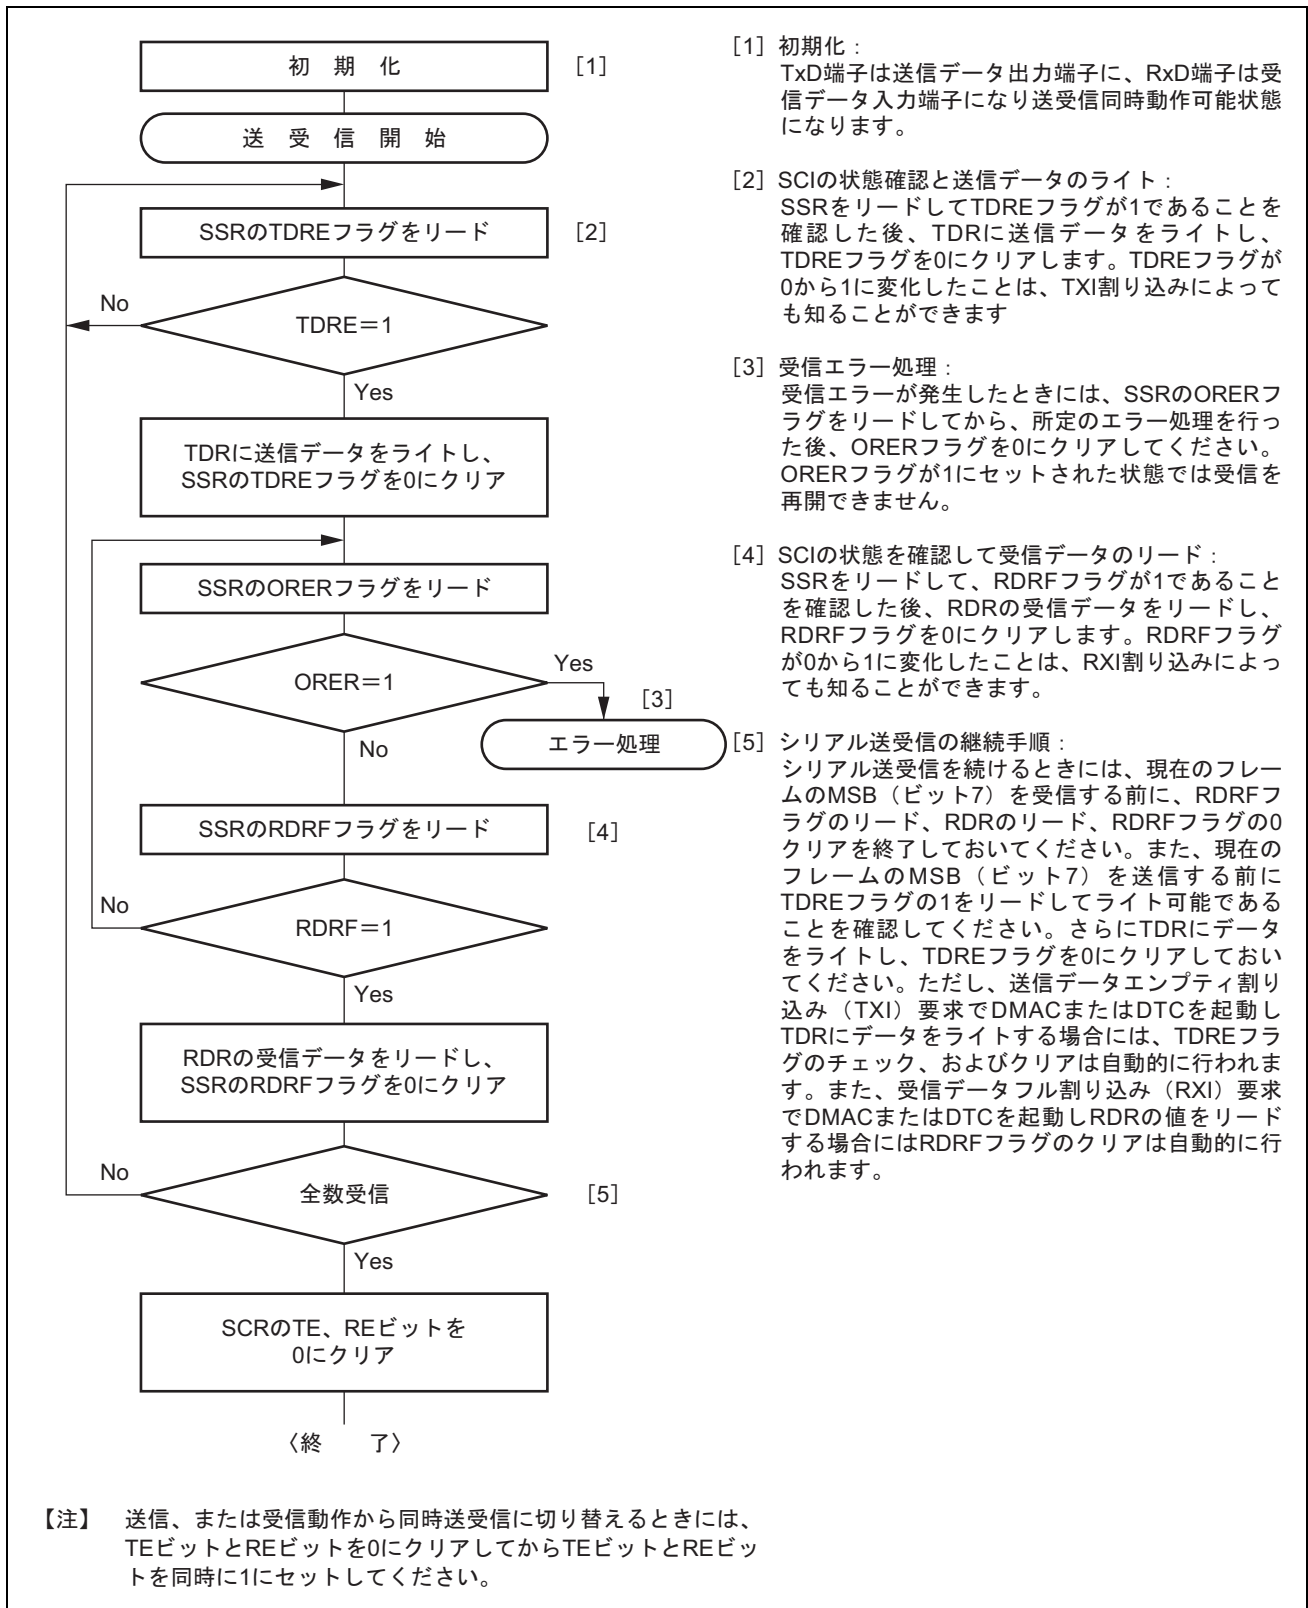 初 期 化 [1]
送 受 信 開 始
SSRのTDREフラグをリード [2]
No
TDRE＝1
Yes
TDRに送信データをライトし、
SSRのTDREフラグを0にクリア
SSRのORERフラグをリード
ORER＝1
Yes
[3]
エラー処理
No
SSRのRDRFフラグをリード [4]
No
RDRF＝1
Yes
RDRの受信データをリードし、
SSRのRDRFフラグを0にクリア
No
全数受信 [5]
Yes
SCRのTE、REビットを
0にクリア
〈終 了〉
[1] 初期化：
TxD端子は送信データ出力端子に、RxD端子は受
信データ入力端子になり送受信同時動作可能状態
になります。
[2] SCIの状態確認と送信データのライト：
SSRをリードしてTDREフラグが1であることを
確認した後、TDRに送信データをライトし、
TDREフラグを0にクリアします。TDREフラグが
0から1に変化したことは、TXI割り込みによって
も知ることができます
[3] 受信エラー処理：
受信エラーが発生したときには、SSRのORERフ
ラグをリードしてから、所定のエラー処理を行っ
た後、ORERフラグを0にクリアしてください。
ORERフラグが1にセットされた状態では受信を
再開できません。
[4] SCIの状態を確認して受信データのリード：
SSRをリードして、RDRFフラグが1であること
を確認した後、RDRの受信データをリードし、
RDRFフラグを0にクリアします。RDRFフラグ
が0から1に変化したことは、RXI割り込みによっ
ても知ることができます。
[5] シリアル送受信の継続手順：
シリアル送受信を続けるときには、現在のフレー
ムのMSB（ビット7）を受信する前に、RDRFフ
ラグのリード、RDRのリード、RDRFフラグの0
クリアを終了しておいてください。また、現在の
フレームのMSB（ビット7）を送信する前に
TDREフラグの1をリードしてライト可能である
ことを確認してください。さらにTDRにデータ
をライトし、TDREフラグを0にクリアしておい
てください。ただし、送信データエンプティ割り
込み（TXI）要求でDMACまたはDTCを起動し
TDRにデータをライトする場合には、TDREフラ
グのチェック、およびクリアは自動的に行われま
す。また、受信データフル割り込み（RXI）要求
でDMACまたはDTCを起動しRDRの値をリード
する場合にはRDRFフラグのクリアは自動的に行
われます。
【注】 送信、または受信動作から同時送受信に切り替えるときには、
TEビットとREビットを0にクリアしてからTEビットとREビッ
トを同時に1にセットしてください。